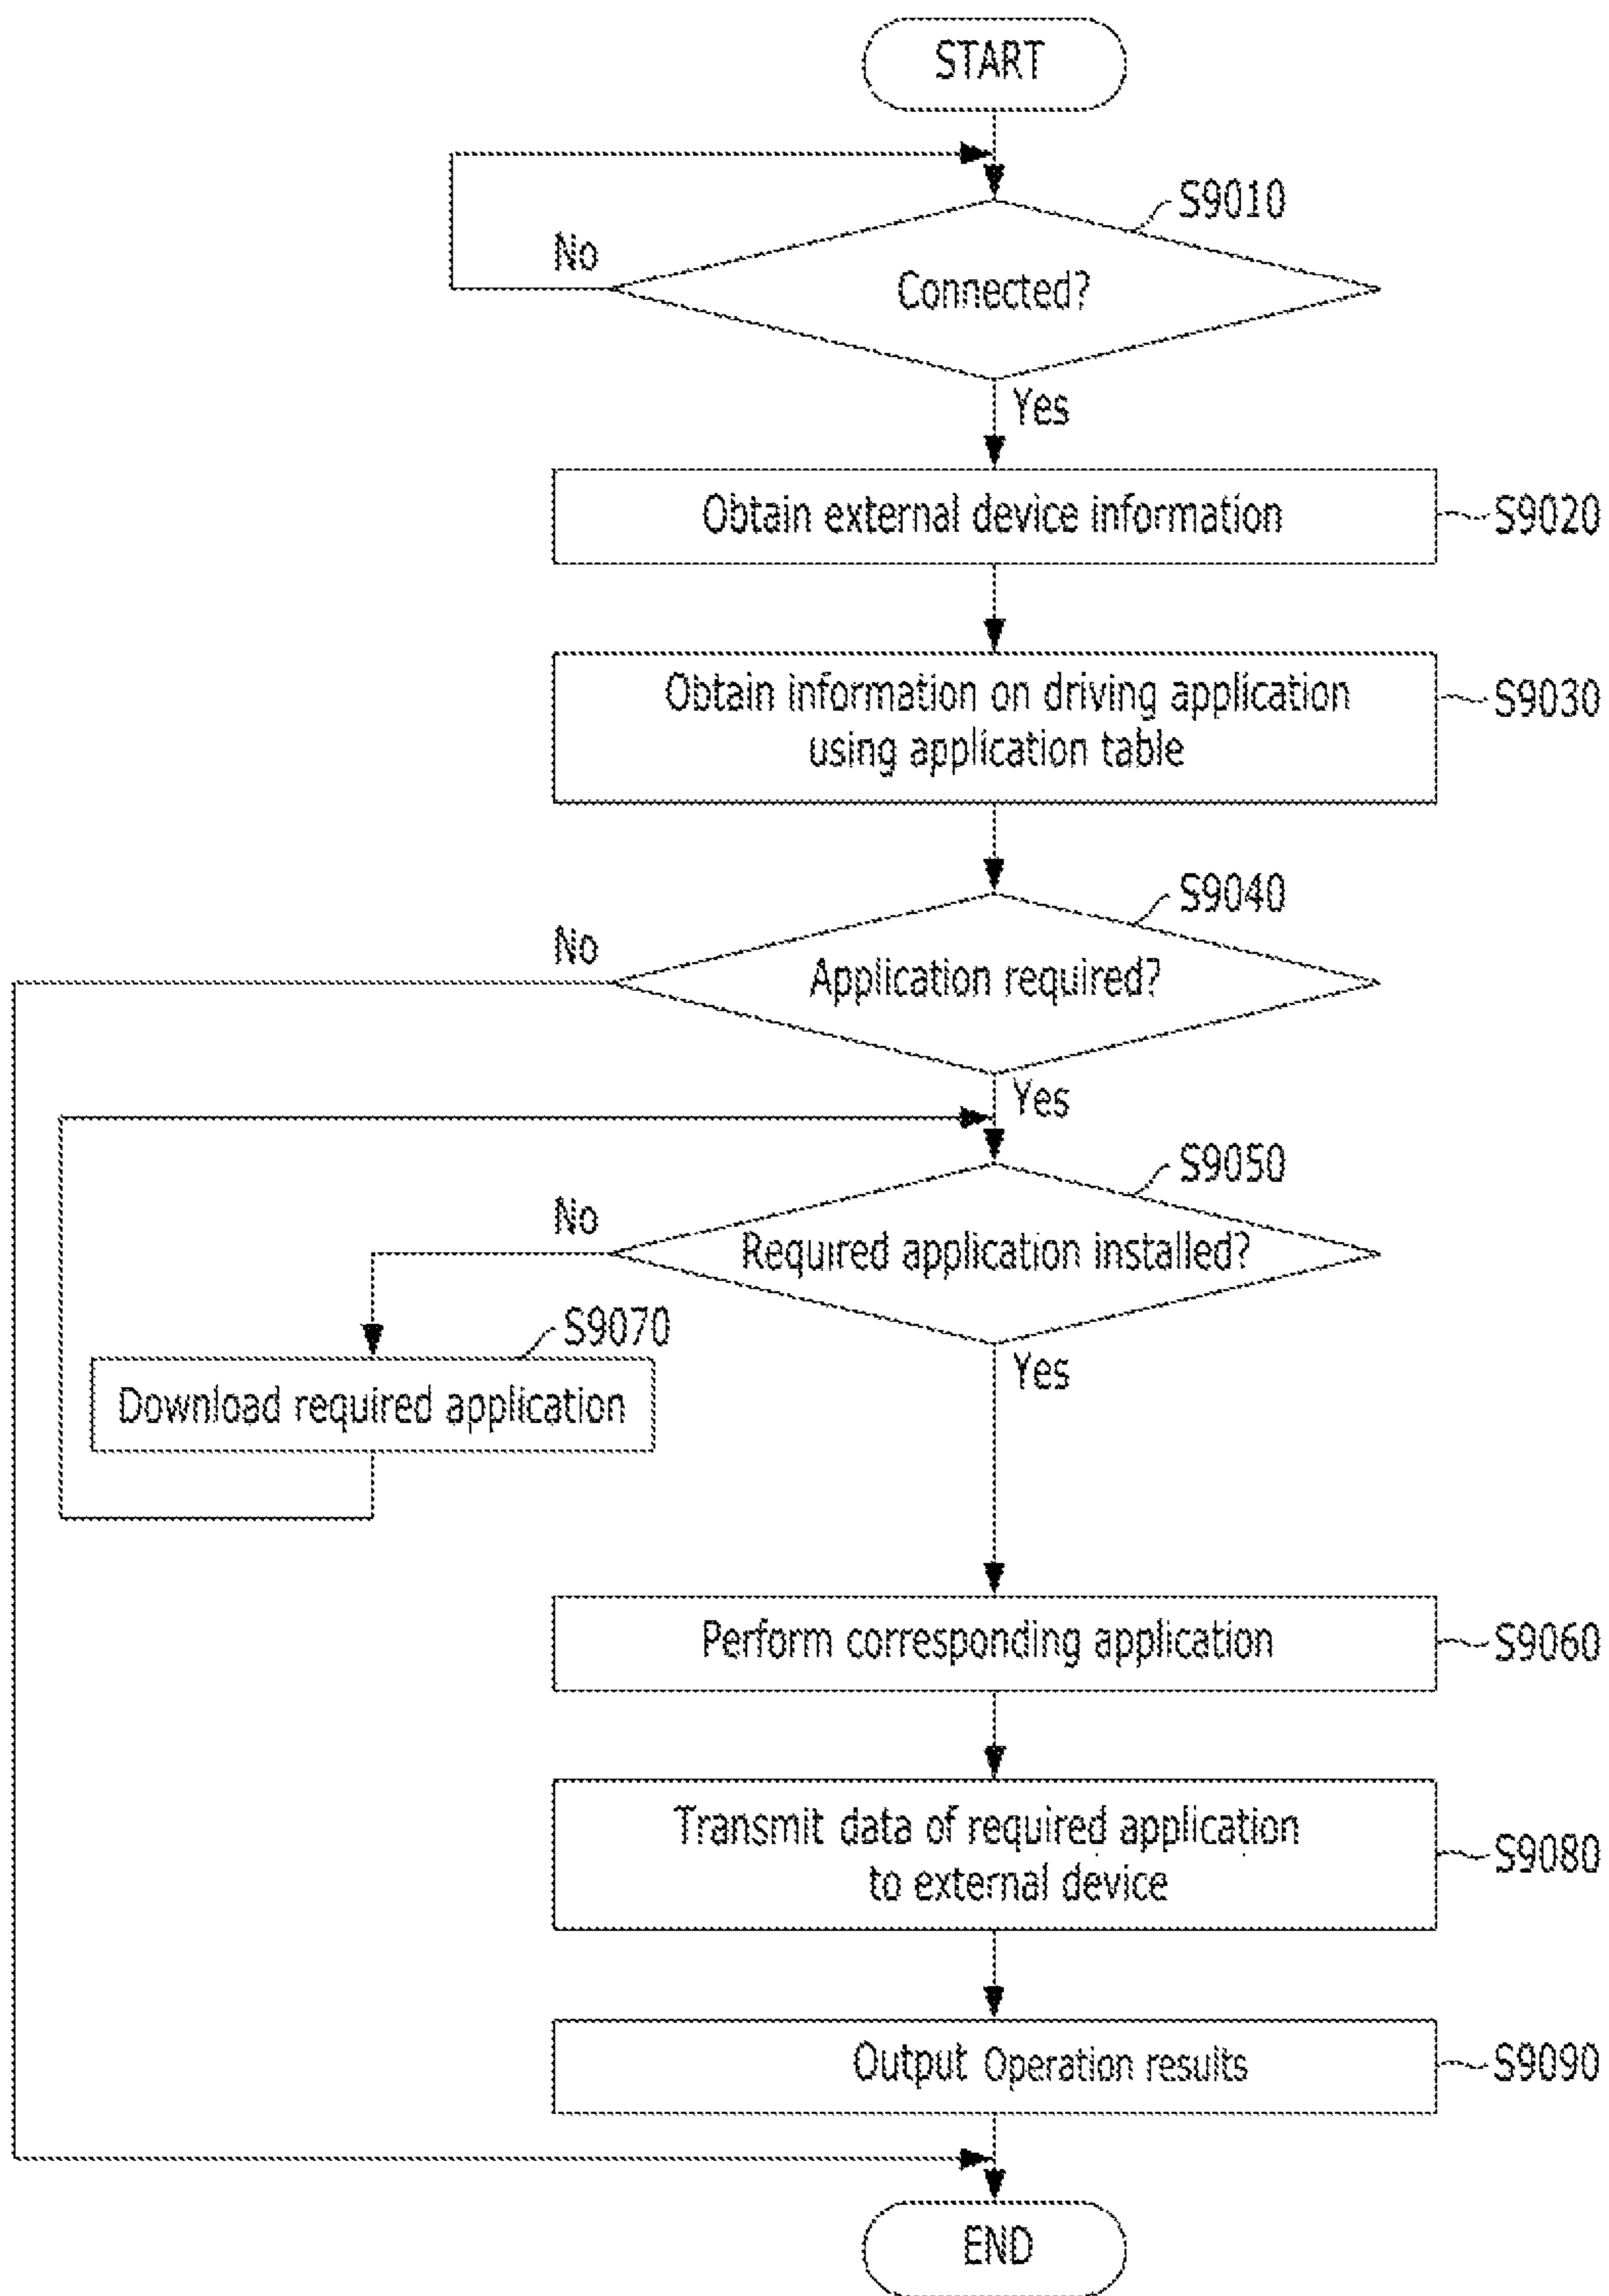 START
S9010
No
Connected?
Yes
Obtain external device information
S9020
Obtain information on driving application
using application table
S9030
S9040
No
Application required?
Yes
S9050
No
Required application installed?
S9070
Yes
Download required application
Perform corresponding application
S9060
Transmit data of required application
to external device
S9080
Output Operation results
S9090
END